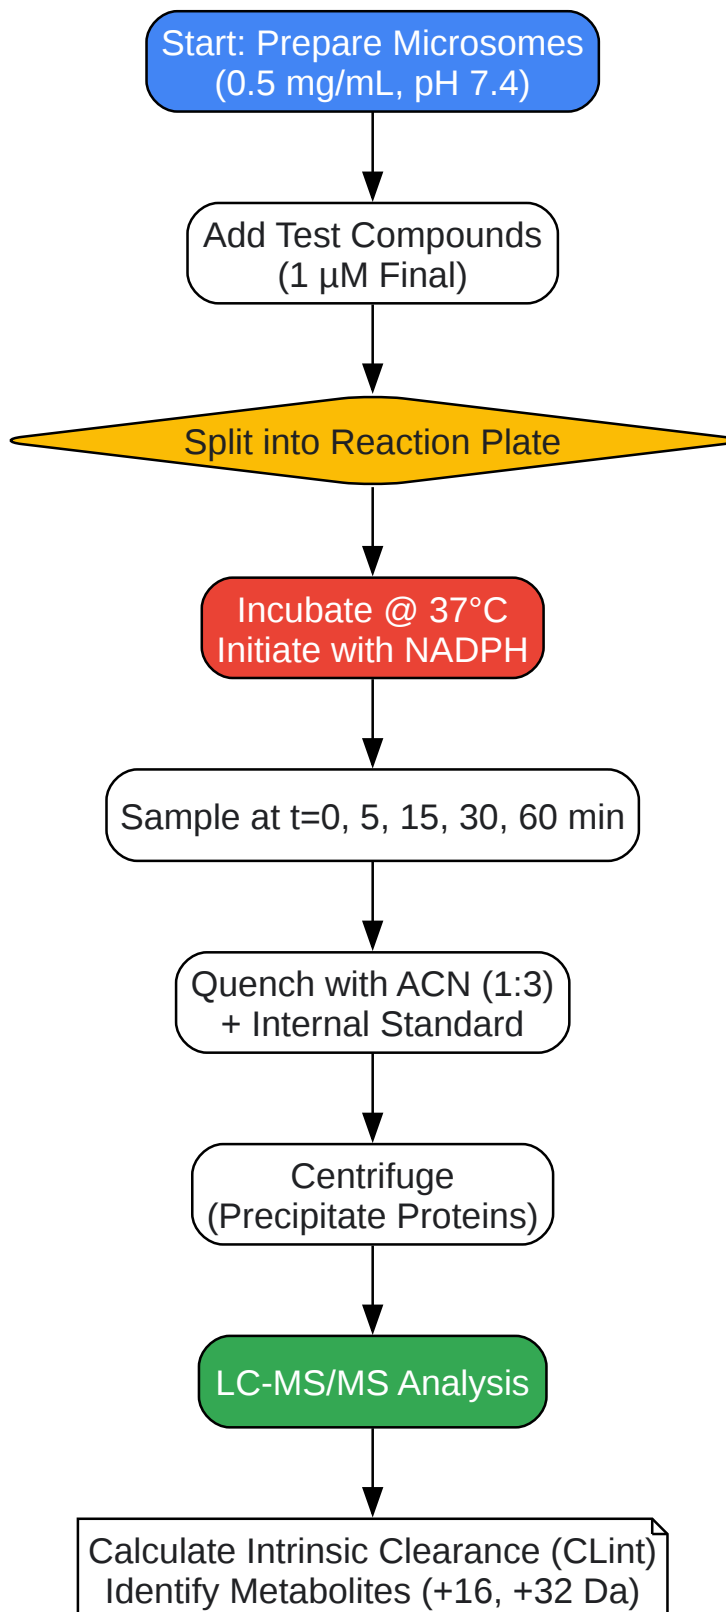 Start: Prepare Microsomes
(0.5 mg/mL, pH 7.4)
Add Test Compounds
(1 µM Final)
Split into Reaction Plate
Incubate @ 37°C
Initiate with NADPH
Sample at t=0, 5, 15, 30, 60 min
Quench with ACN (1:3)
+ Internal Standard
Centrifuge
(Precipitate Proteins)
LC-MS/MS Analysis
Calculate Intrinsic Clearance (CLint)
Identify Metabolites (+16, +32 Da)